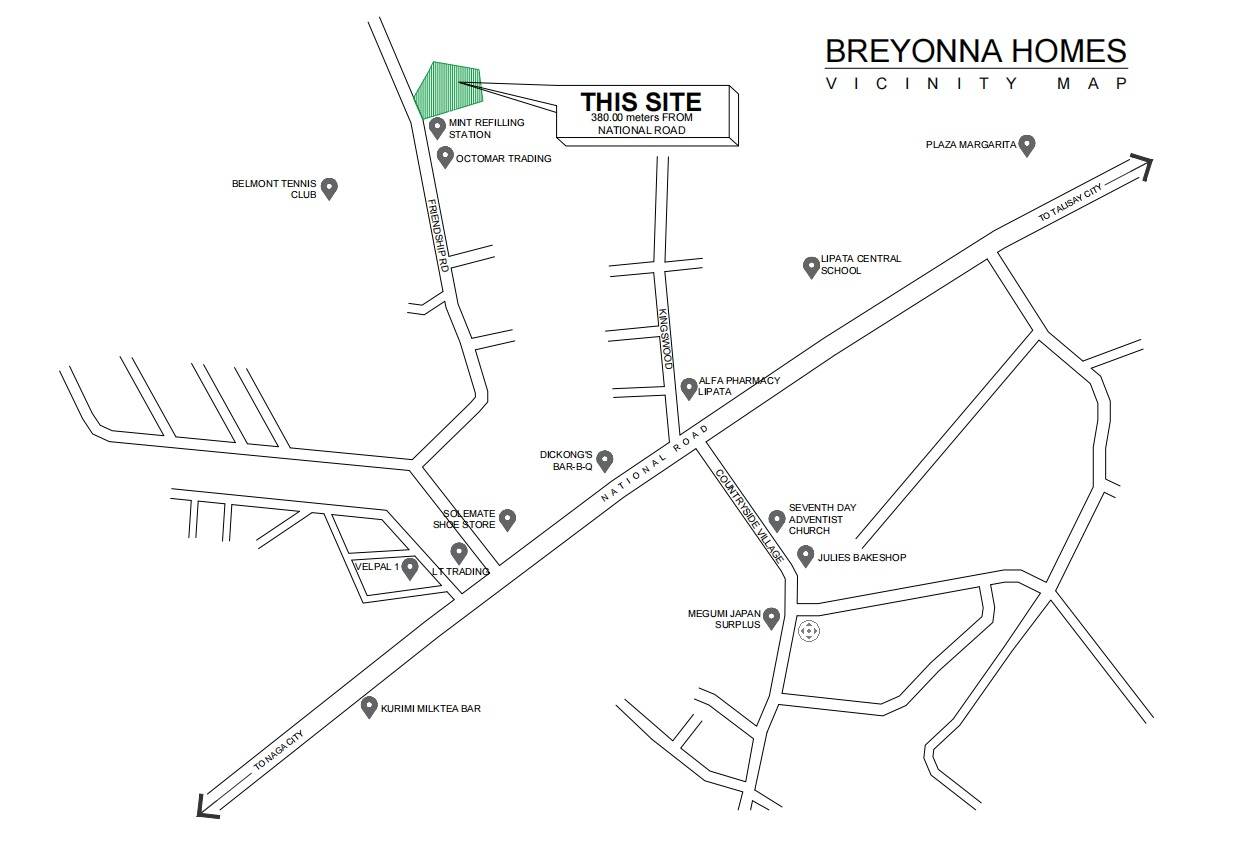 BREYONNA HOMES
VICINITY MAP
THIS SITE
380.00 meters FROM
NATIONAL ROAD
MINT REFILLING
STATION
OCTOMAR TRADING
PLAZA MARGARITA
BELMONT TENNIS
CLUB
TO TALISAY CITY
FRIENDSHIP RD
LIPATA CENTRAL
SCHOOL
KINGSWOOD
ALFA PHARMACY
LIPATA
NATIONAL ROAD
DICKONG'S
BAR-B-Q
COUNTRYSIDE VILLAGE
SOLEMATE
SHOE STORE
SEVENTH DAY
ADVENTIST
CHURCH
JULIES BAKESHOP
VELPAL 1
LT TRADING
MEGUMI JAPAN
SURPLUS
KURIMI MILKTEA BAR
TO NAGA CITY